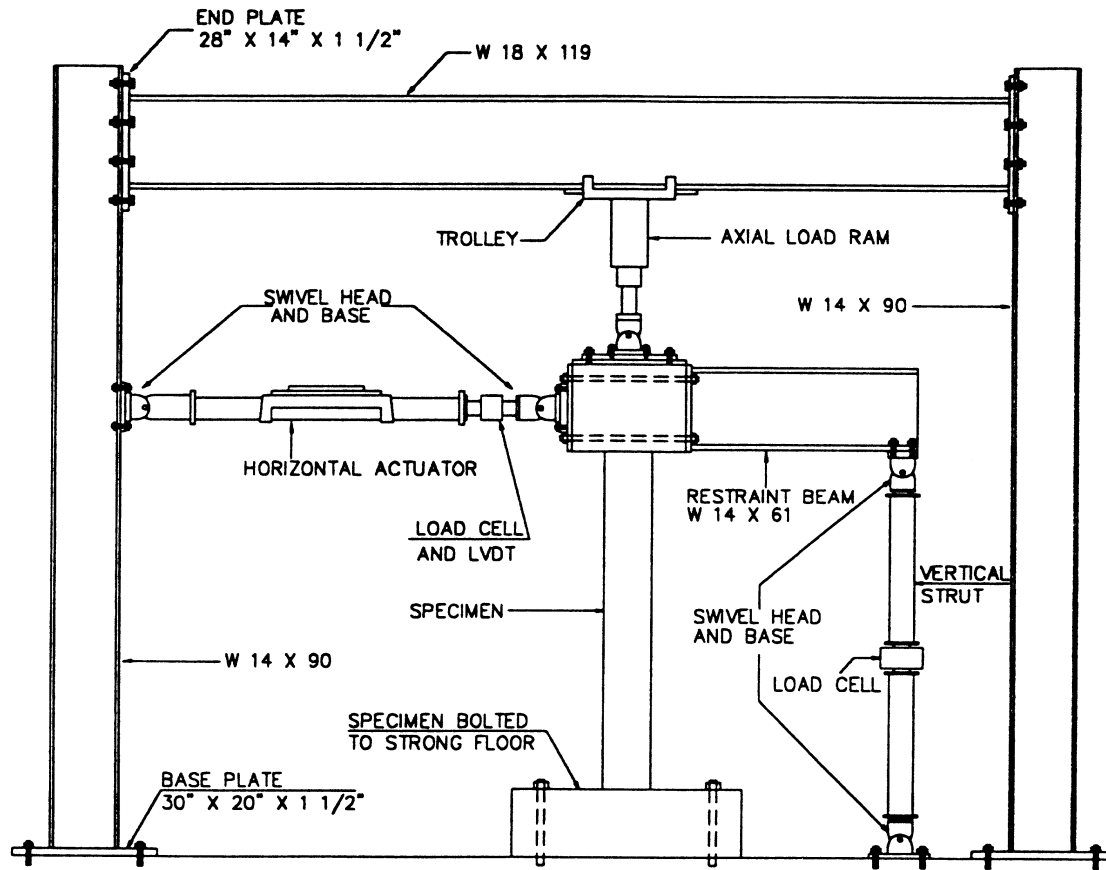 END PLATE
28" X 14" X 1 1/2"
W 18 X 119
TROLLEY
AXIAL LOAD RAM
SWIVEL HEAD
AND BASE
W 14 X 90
HORIZONTAL ACTUATOR
RESTRAINT BEAM
W 14 X 61
LOAD CELL
AND LVDT
VERTICAL
STRUT
SPECIMEN
SWIVEL HEAD
AND BASE
W 14 X 90
LOAD CELL
SPECIMEN BOLTED
TO STRONG FLOOR
BASE PLATE
30" X 20" X 1 1/2"